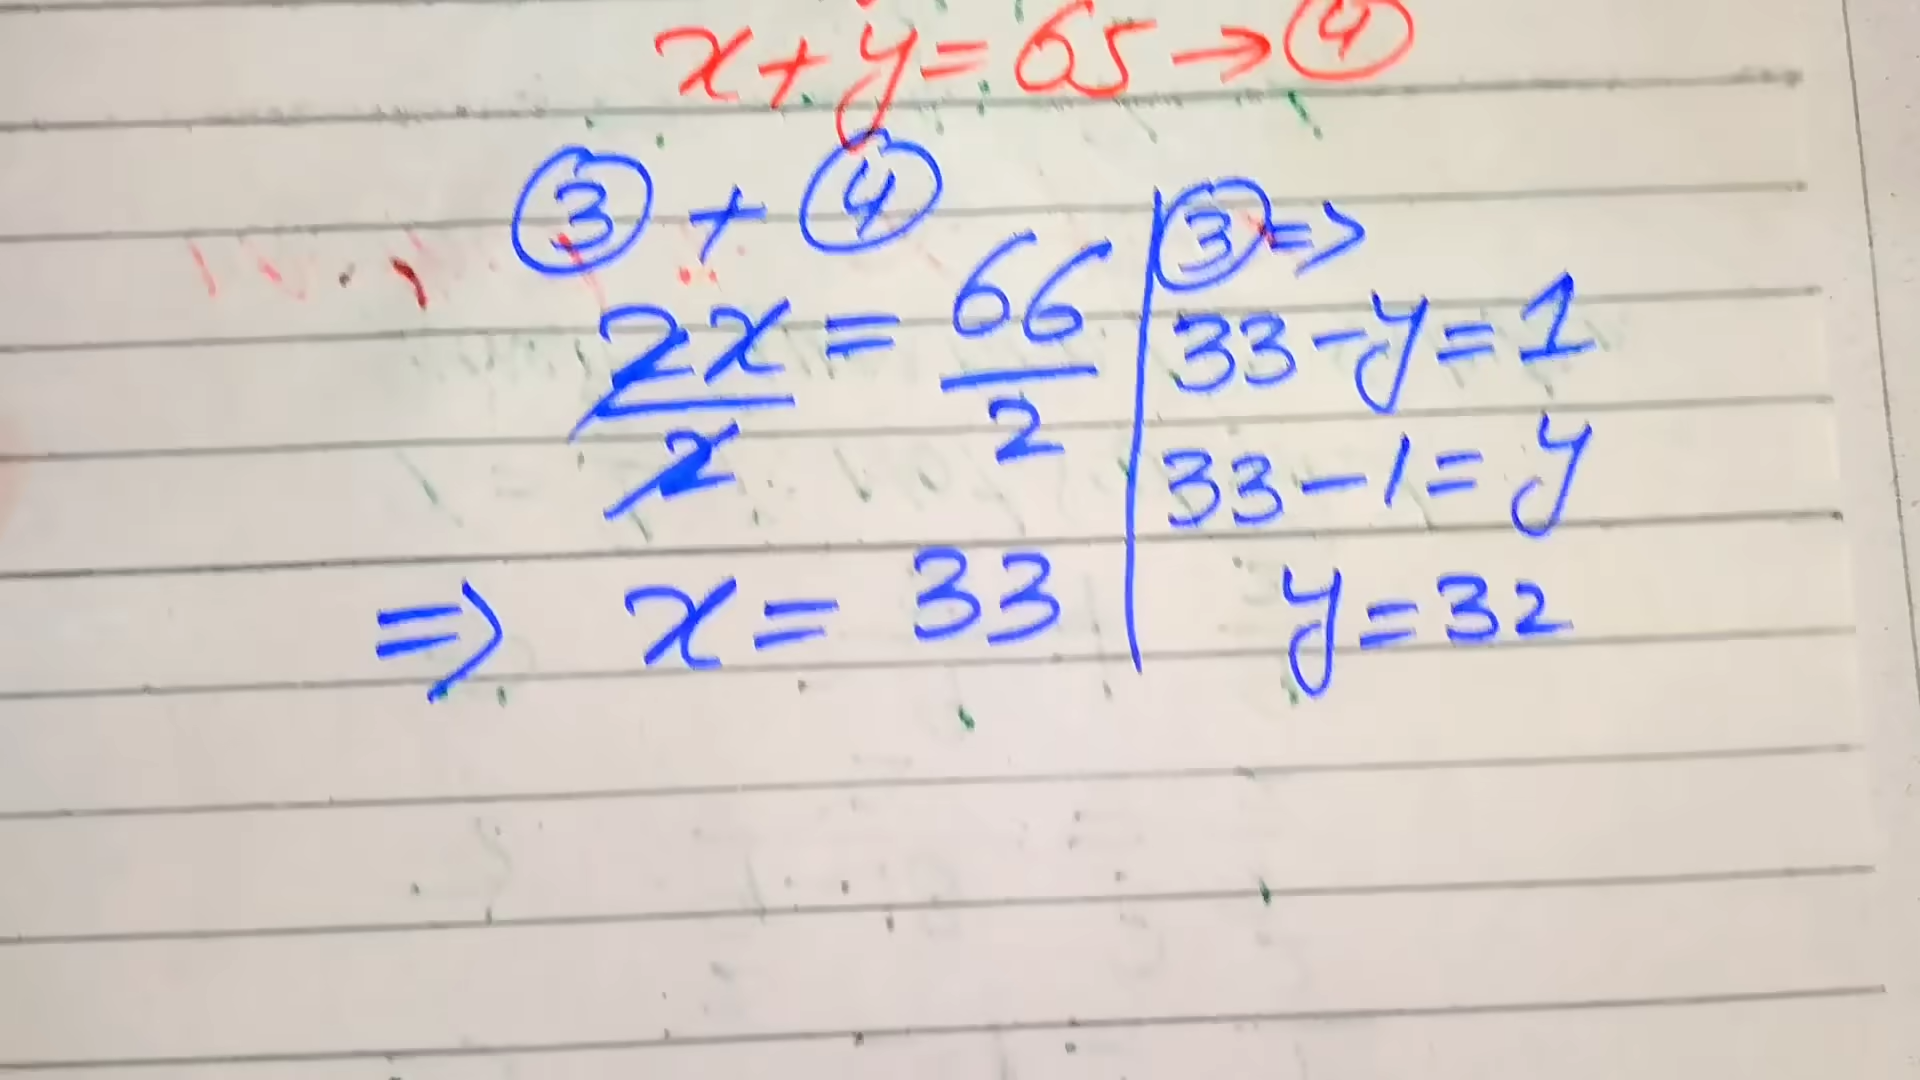 x + y = 65 → ④
③ + ④
2x/2 = 66/2
⇒ x = 33
③ ⇒
33 - y = 1
33 - 1 = y
y = 32